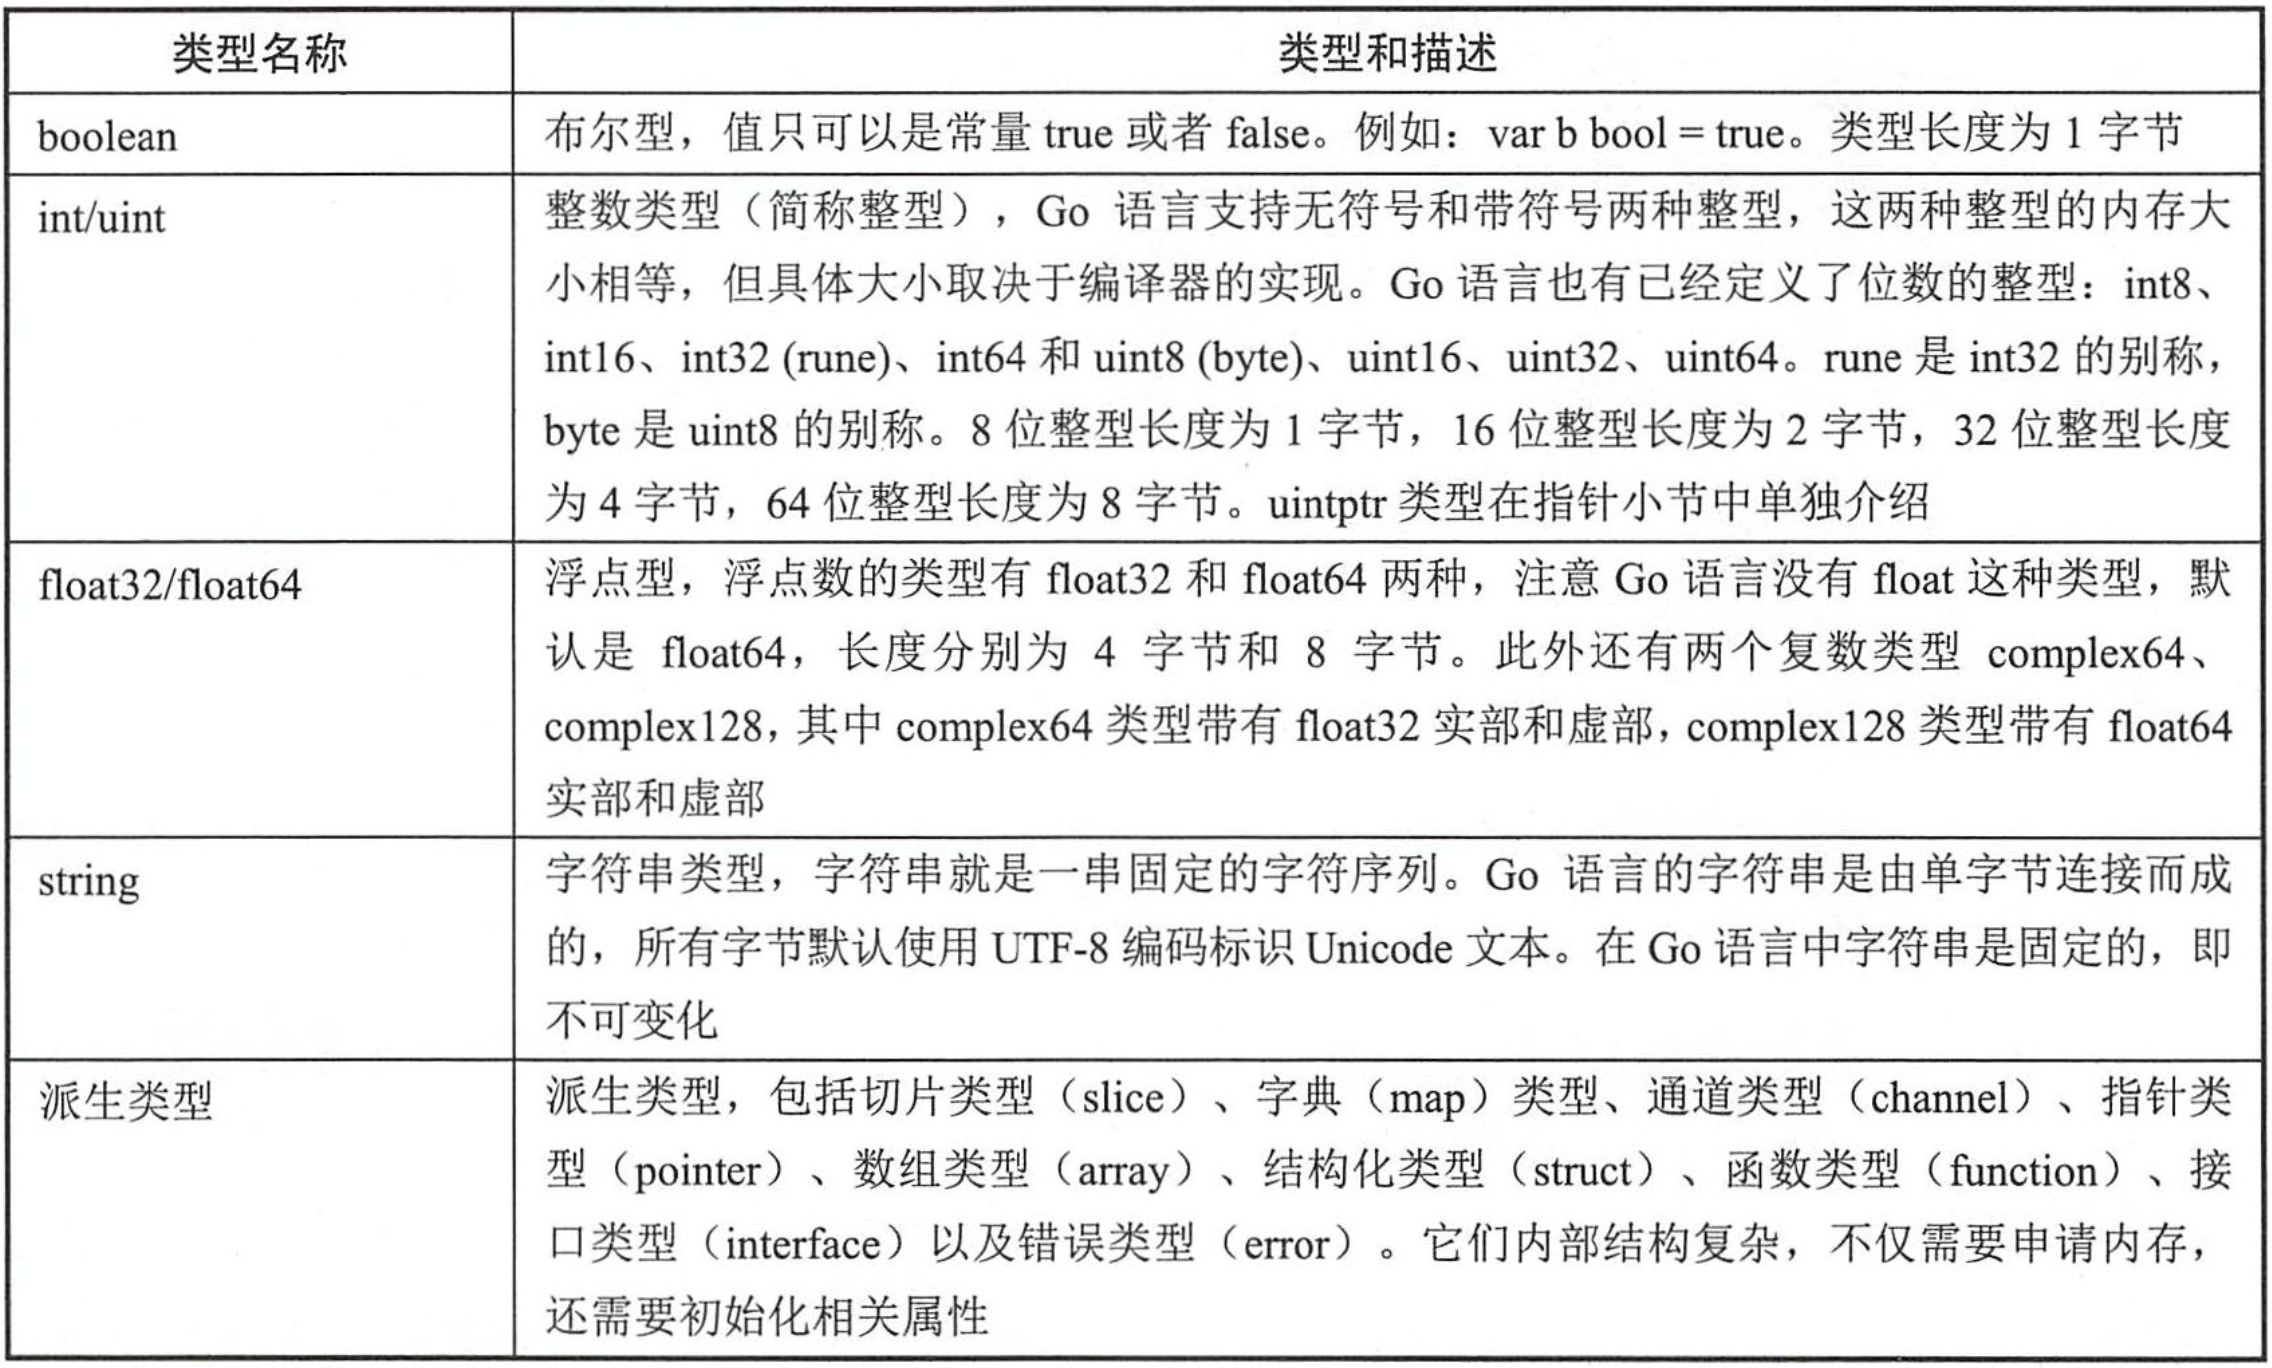 类型名称
类型和描述
boolean
布尔型，值只可以是常量 true 或者 false。例如：var b bool = true。类型长度为 1 字节
int/uint
整数类型（简称整型），Go 语言支持无符号和带符号两种整型，这两种整型的内存大
小相等，但具体大小取决于编译器的实现。Go 语言也有已经定义了位数的整型：int8、
int16、int32 (rune)、int64 和 uint8 (byte)、uint16、uint32、uint64。rune 是 int32 的别称，
byte 是 uint8 的别称。8 位整型长度为 1 字节，16 位整型长度为 2 字节，32 位整型长度
为 4 字节，64 位整型长度为 8 字节。uintptr 类型在指针小节中单独介绍
float32/float64
浮点型，浮点数的类型有 float32 和 float64 两种，注意 Go 语言没有 float 这种类型，默
认是 float64，长度分别为 4 字节和 8 字节。此外还有两个复数类型 complex64、
complex128，其中 complex64 类型带有 float32 实部和虚部，complex128 类型带有 float64
实部和虚部
string
字符串类型，字符串就是一串固定的字符序列。Go 语言的字符串是由单字节连接而成
的，所有字节默认使用 UTF-8 编码标识 Unicode 文本。在 Go 语言中字符串是固定的，即
不可变化
派生类型
派生类型，包括切片类型（slice）、字典（map）类型、通道类型（channel）、指针类
型（pointer）、数组类型（array）、结构化类型（struct）、函数类型（function）、接
口类型（interface）以及错误类型（error）。它们内部结构复杂，不仅需要申请内存，
还需要初始化相关属性